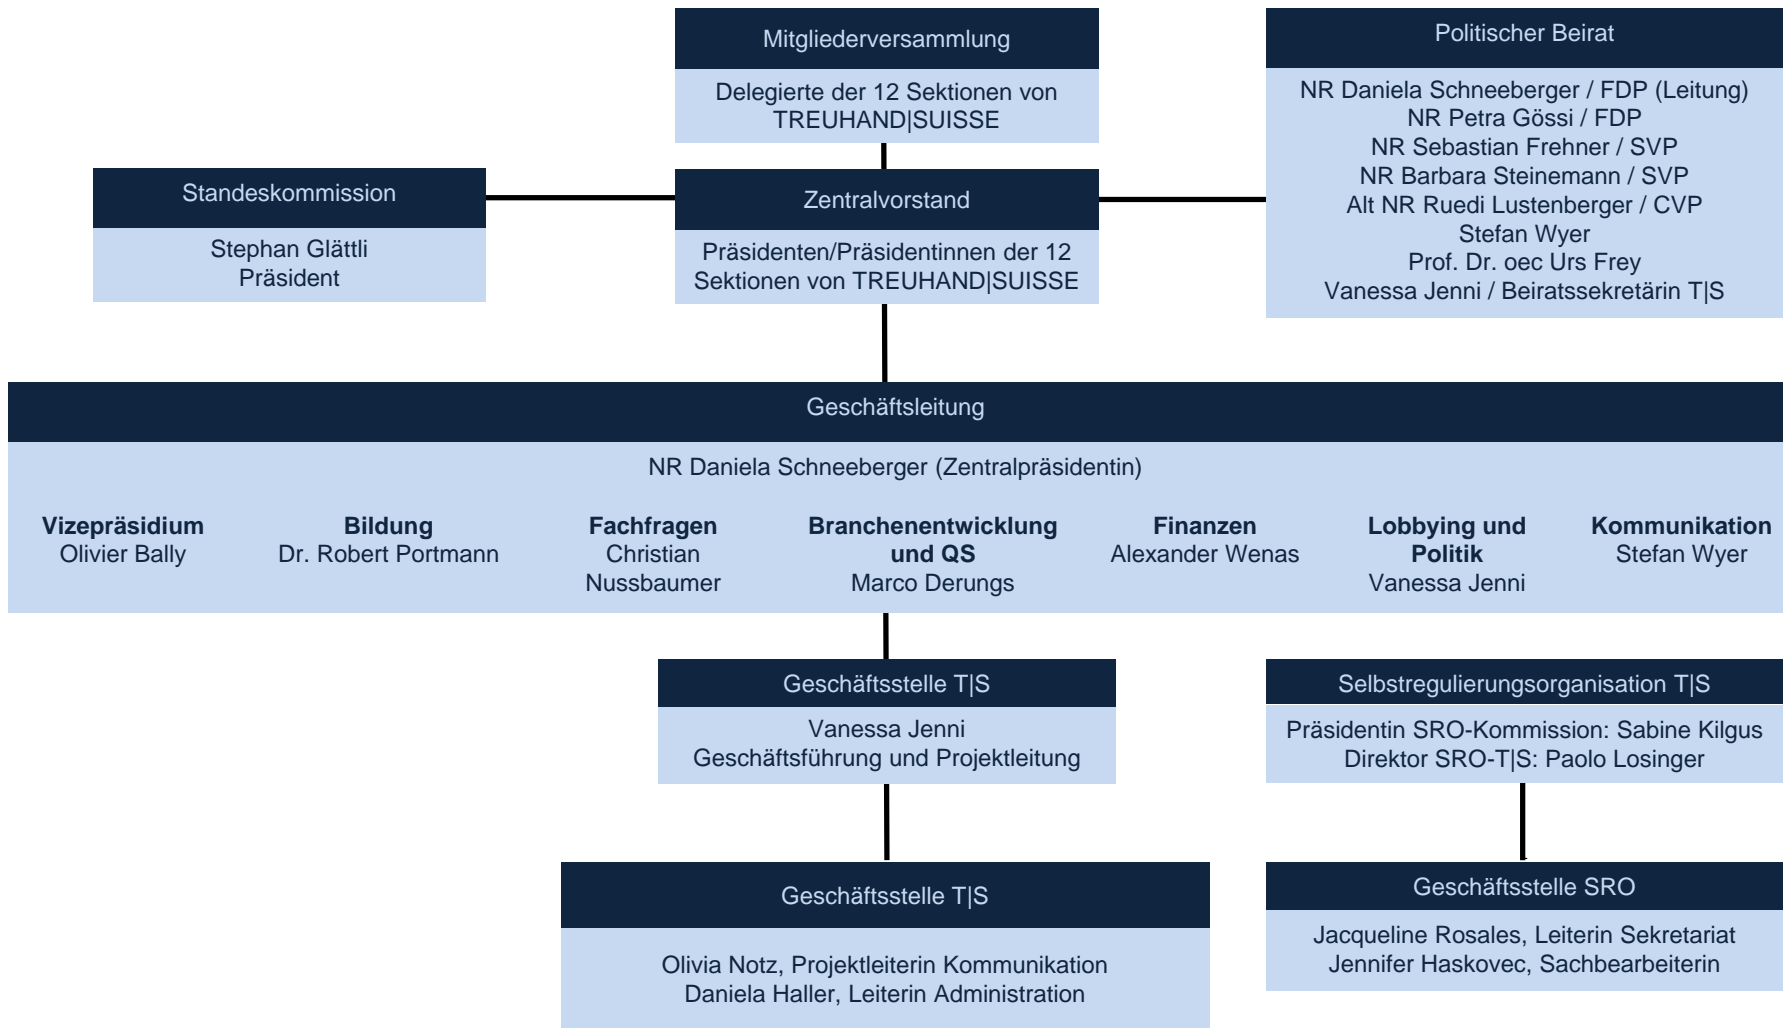 Mitgliederversammlung
Delegierte der 12 Sektionen von
TREUHAND|SUISSE
Politischer Beirat
NR Daniela Schneeberger / FDP (Leitung)
NR Petra Gössi / FDP
NR Sebastian Frehner / SVP
NR Barbara Steinemann / SVP
Alt NR Ruedi Lustenberger / CVP
Stefan Wyer
Prof. Dr. oec Urs Frey
Vanessa Jenni / Beiratssekretärin T|S
Standeskommission
Stephan Glättli
Präsident
Zentralvorstand
Präsidenten/Präsidentinnen der 12
Sektionen von TREUHAND|SUISSE
Geschäftsleitung
NR Daniela Schneeberger (Zentralpräsidentin)
Vizepräsidium
Olivier Bally
Bildung
Dr. Robert Portmann
Fachfragen
Christian
Nussbaumer
Branchenentwicklung
und QS
Marco Derungs
Finanzen
Alexander Wenas
Lobbying und
Politik
Vanessa Jenni
Kommunikation
Stefan Wyer
Geschäftsstelle T|S
Vanessa Jenni
Geschäftsführung und Projektleitung
Selbstregulierungsorganisation T|S
Präsidentin SRO-Kommission: Sabine Kilgus
Direktor SRO-T|S: Paolo Losinger
Geschäftsstelle T|S
Olivia Notz, Projektleiterin Kommunikation
Daniela Haller, Leiterin Administration
Geschäftsstelle SRO
Jacqueline Rosales, Leiterin Sekretariat
Jennifer Haskovec, Sachbearbeiterin